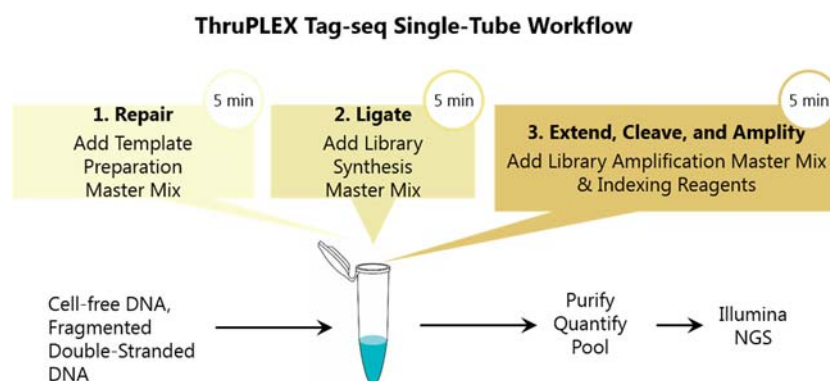 ThruPLEX Tag-seq Single-Tube Workflow
5 min
1. Repair
Add Template
Preparation
Master Mix
5 min
2. Ligate
Add Library
Synthesis
Master Mix
5 min
3. Extend, Cleave, and Amplity
Add Library Amplification Master Mix
& Indexing Reagents
Cell-free DNA,
Fragmented
Double-Stranded
DNA
Purify
Quantify
Pool
Illumina
NGS